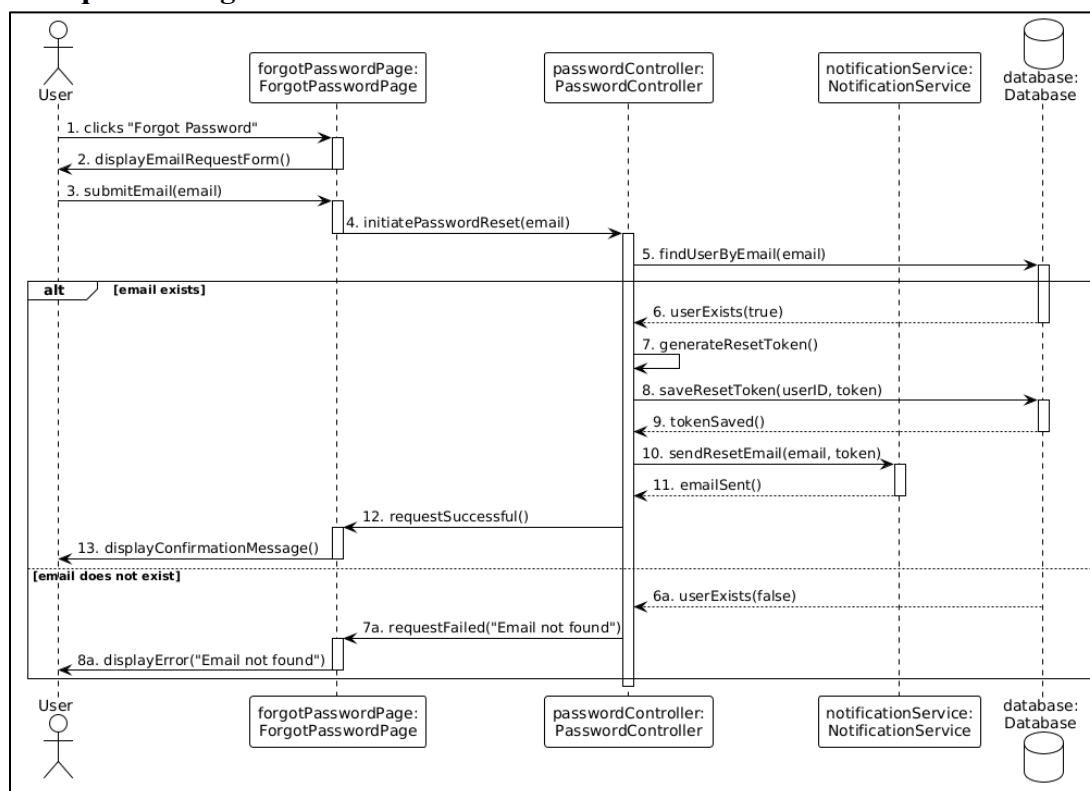 User
forgotPasswordPage:
ForgotPasswordPage
passwordController:
PasswordController
notificationService:
NotificationService
database:
Database
1. clicks "Forgot Password"
2. displayEmailRequestForm()
3. submitEmail(email)
4. initiatePasswordReset(email)
5. findUserByEmail(email)
alt [email exists]
6. userExists(true)
7. generateResetToken()
8. saveResetToken(userID, token)
9. tokenSaved()
10. sendResetEmail(email, token)
11. emailSent()
12. requestSuccessful()
13. displayConfirmationMessage()
[email does not exist]
6a. userExists(false)
7a. requestFailed("Email not found")
8a. displayError("Email not found")
User
forgotPasswordPage:
ForgotPasswordPage
passwordController:
PasswordController
notificationService:
NotificationService
database:
Database